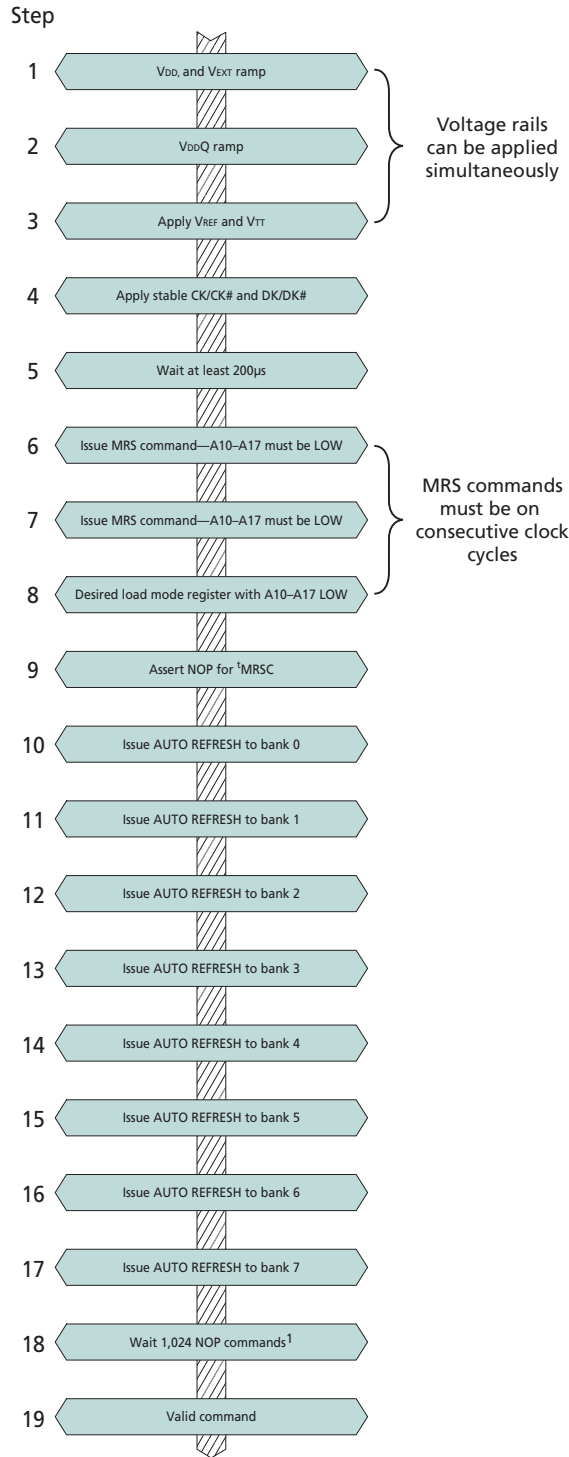 Step
1
VDD, and VEXT ramp
2
VDDQ ramp
3
Apply VREF and VTT
Voltage rails
can be applied
simultaneously
4
Apply stable CK/CK# and DK/DK#
5
Wait at least 200µs
6
Issue MRS command—A10–A17 must be LOW
7
Issue MRS command—A10–A17 must be LOW
8
Desired load mode register with A10–A17 LOW
MRS commands
must be on
consecutive clock
cycles
9
Assert NOP for tMRSC
10
Issue AUTO REFRESH to bank 0
11
Issue AUTO REFRESH to bank 1
12
Issue AUTO REFRESH to bank 2
13
Issue AUTO REFRESH to bank 3
14
Issue AUTO REFRESH to bank 4
15
Issue AUTO REFRESH to bank 5
16
Issue AUTO REFRESH to bank 6
17
Issue AUTO REFRESH to bank 7
18
Wait 1,024 NOP commands1
19
Valid command